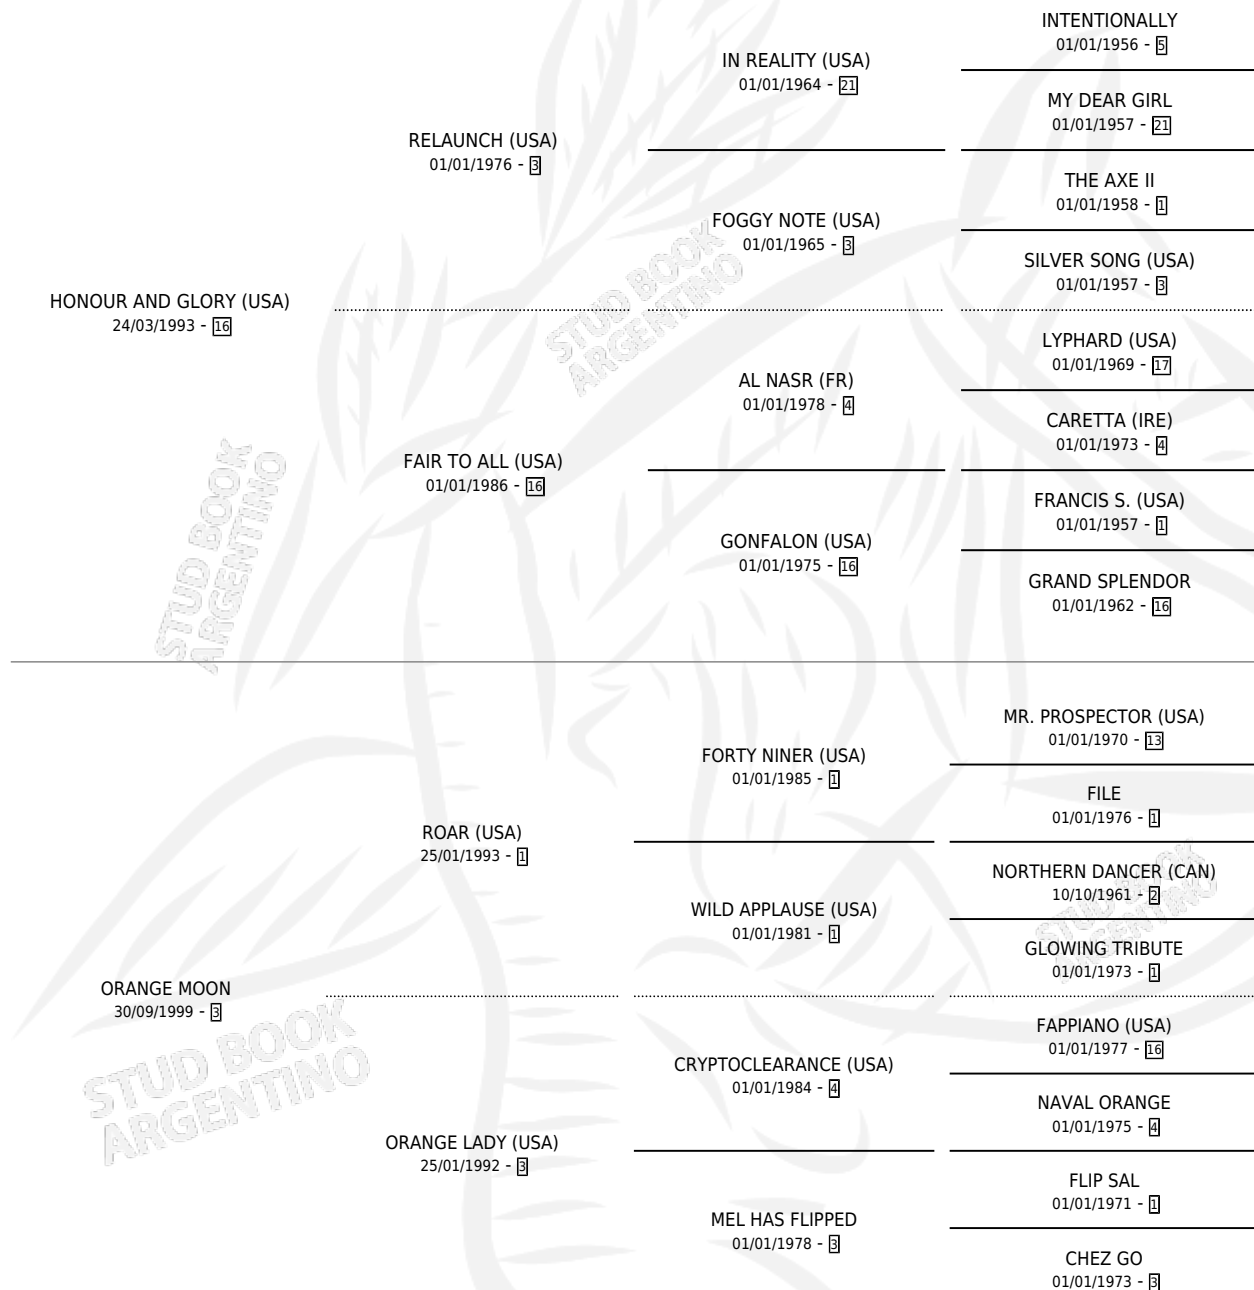 INTENTIONALLY
01/01/1956 - 5
IN REALITY (USA)
01/01/1964 - 21
MY DEAR GIRL
01/01/1957 - 21
RELAUNCH (USA)
01/01/1976 - 3
THE AXE II
01/01/1958 - 1
FOGGY NOTE (USA)
01/01/1965 - 3
SILVER SONG (USA)
01/01/1957 - 3
HONOUR AND GLORY (USA)
24/03/1993 - 16
LYPHARD (USA)
01/01/1969 - 17
AL NASR (FR)
01/01/1978 - 4
CARETTA (IRE)
01/01/1973 - 4
FAIR TO ALL (USA)
01/01/1986 - 16
FRANCIS S. (USA)
01/01/1957 - 1
GONFALON (USA)
01/01/1975 - 16
GRAND SPLENDOR
01/01/1962 - 16
MR. PROSPECTOR (USA)
01/01/1970 - 13
FORTY NINER (USA)
01/01/1985 - 1
FILE
01/01/1976 - 1
ROAR (USA)
25/01/1993 - 1
NORTHERN DANCER (CAN)
10/10/1961 - 2
WILD APPLAUSE (USA)
01/01/1981 - 1
GLOWING TRIBUTE
01/01/1973 - 1
ORANGE MOON
30/09/1999 - 3
FAPPIANO (USA)
01/01/1977 - 16
CRYPTOCLEARANCE (USA)
01/01/1984 - 4
NAVAL ORANGE
01/01/1975 - 4
ORANGE LADY (USA)
25/01/1992 - 3
FLIP SAL
01/01/1971 - 1
MEL HAS FLIPPED
01/01/1978 - 3
CHEZ GO
01/01/1973 - 3
STUD BOOK
ARGENTINO
STUD BOOK
ARGENTINO
STUD BOOK
ARGENTINO
STUD BOOK
ARGENTINO